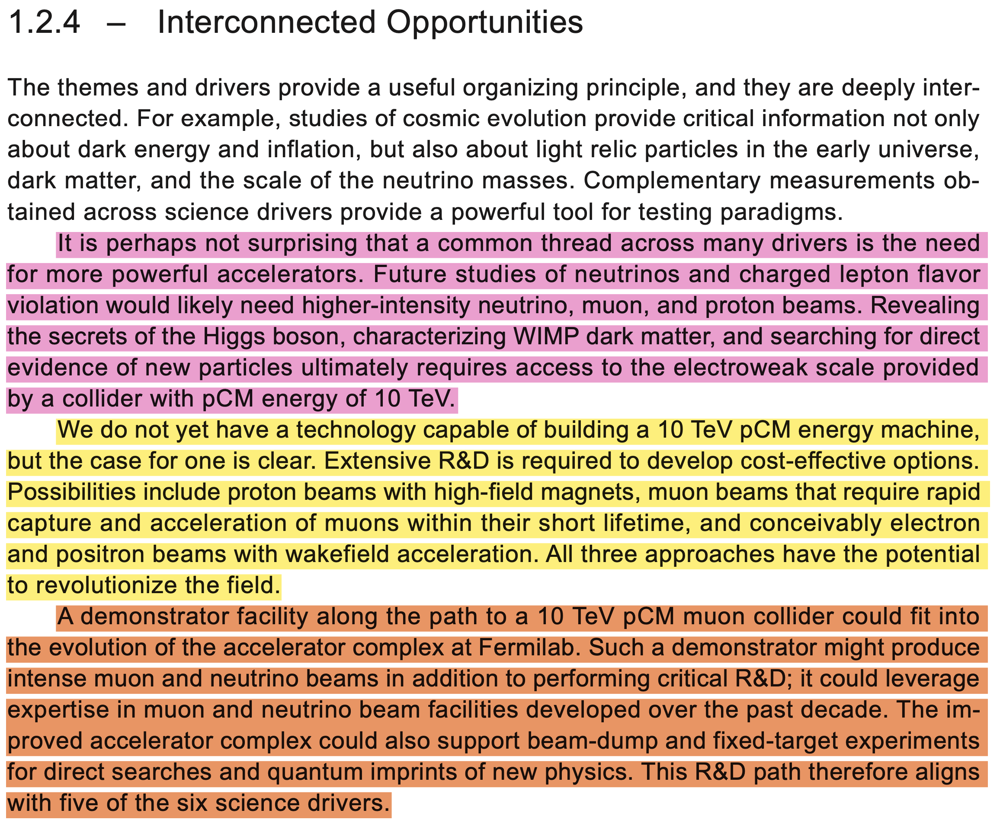 1.2.4 – Interconnected Opportunities
The themes and drivers provide a useful organizing principle, and they are deeply inter-
connected. For example, studies of cosmic evolution provide critical information not only
about dark energy and inflation, but also about light relic particles in the early universe,
dark matter, and the scale of the neutrino masses. Complementary measurements ob-
tained across science drivers provide a powerful tool for testing paradigms.
It is perhaps not surprising that a common thread across many drivers is the need
for more powerful accelerators. Future studies of neutrinos and charged lepton flavor
violation would likely need higher-intensity neutrino, muon, and proton beams. Revealing
the secrets of the Higgs boson, characterizing WIMP dark matter, and searching for direct
evidence of new particles ultimately requires access to the electroweak scale provided
by a collider with pCM energy of 10 TeV.
We do not yet have a technology capable of building a 10 TeV pCM energy machine,
but the case for one is clear. Extensive R&D is required to develop cost-effective options.
Possibilities include proton beams with high-field magnets, muon beams that require rapid
capture and acceleration of muons within their short lifetime, and conceivably electron
and positron beams with wakefield acceleration. All three approaches have the potential
to revolutionize the field.
A demonstrator facility along the path to a 10 TeV pCM muon collider could fit into
the evolution of the accelerator complex at Fermilab. Such a demonstrator might produce
intense muon and neutrino beams in addition to performing critical R&D; it could leverage
expertise in muon and neutrino beam facilities developed over the past decade. The im-
proved accelerator complex could also support beam-dump and fixed-target experiments
for direct searches and quantum imprints of new physics. This R&D path therefore aligns
with five of the six science drivers.